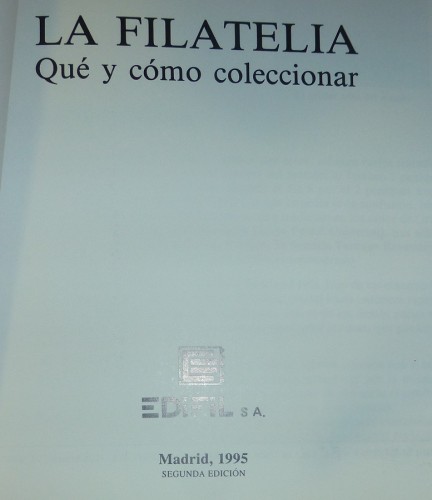 LA FILATELIA
Qué y cómo coleccionar
EDIFIL S A.
Madrid, 1995
SEGUNDA EDICIÓN